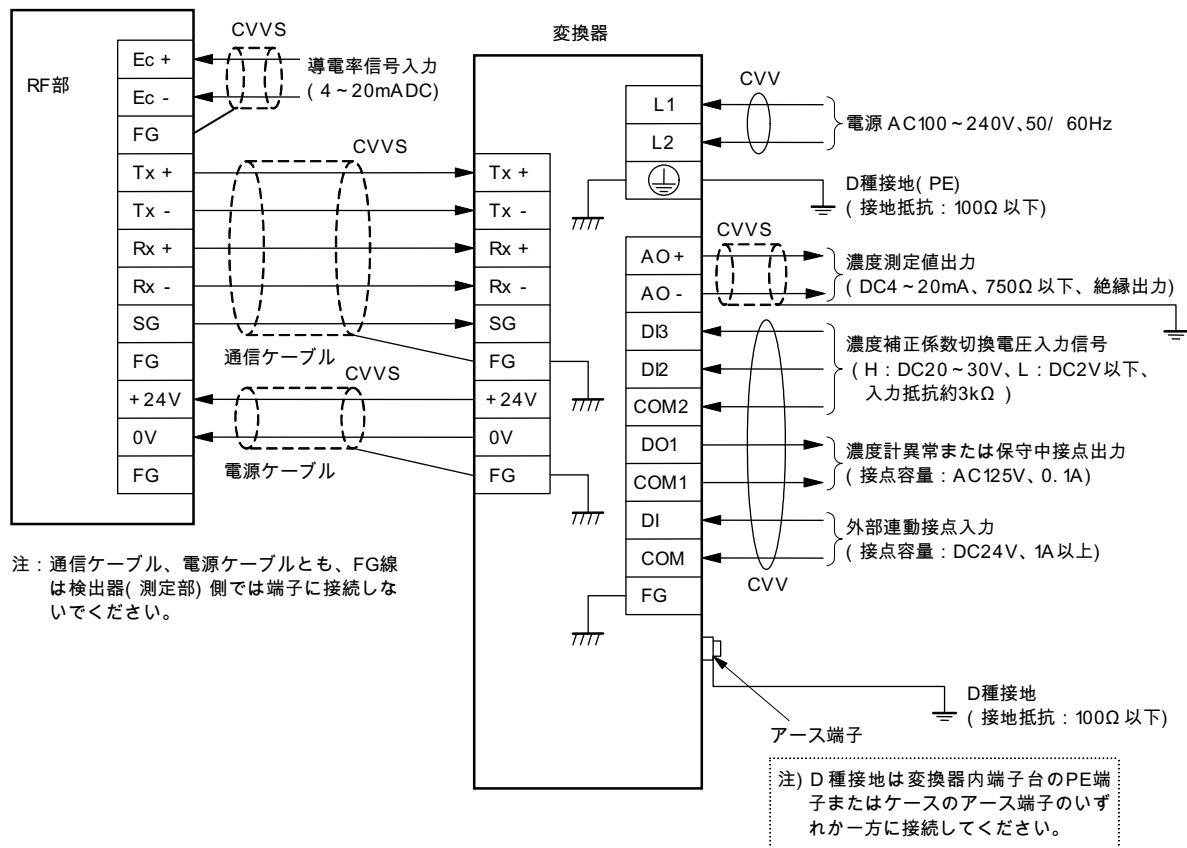 RF部
CVVS
Ec +
Ec -
FG
Tx +
Tx -
Rx +
Rx -
SG
FG
+24V
0V
FG
導電率信号入力
( 4~20mADC)
CVVS
通信ケーブル
CVVS
電源ケーブル
注:通信ケーブル、電源ケーブルとも、FG線
は検出器( 測定部) 側では端子に接続しな
いでください。
変換器
Tx +
Tx -
Rx +
Rx -
SG
FG
+24V
0V
FG
L1
L2
AO+
AO-
DI3
DI2
COM2
DO1
COM1
DI
COM
FG
CVV
電源 AC100~240V、50/ 60Hz
D種接地( PE)
( 接地抵抗:100Ω 以下)
CVVS
濃度測定値出力
( DC4~20mA、750Ω 以下、絶縁出力)
濃度補正係数切換電圧入力信号
( H:DC20~30V、L:DC2V以下、
入力抵抗約3kΩ )
濃度計異常または保守中接点出力
( 接点容量:AC125V、0.1A)
外部連動接点入力
( 接点容量:DC24V、1A以上)
CVV
D種接地
( 接地抵抗:100Ω 以下)
アース端子
注) D種接地は変換器内端子台のPE端
子またはケースのアース端子のいず
れか一方に接続してください。